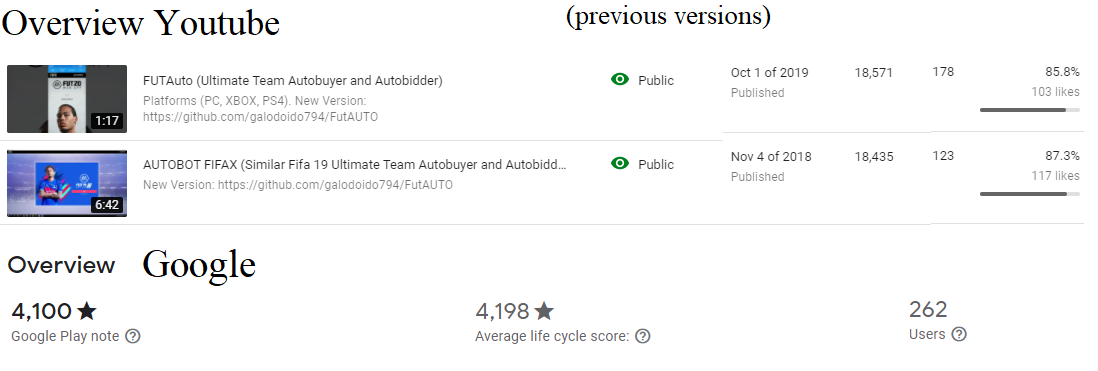 Overview Youtube
(previous versions)
FUT20
1:17
FUTAuto (Ultimate Team Autobuyer and Autobidder)
Platforms (PC, XBOX, PS4). New Version:
https://github.com/galodoido794/FutAUTO
Public
Oct 1 of 2019
Published
18,571
178
85.8%
103 likes
6:42
AUTOBOT FIFAX (Similar Fifa 19 Ultimate Team Autobuyer and Autobidd…
New Version: https://github.com/galodoido794/FutAUTO
Public
Nov 4 of 2018
Published
18,435
123
87.3%
117 likes
Overview Google
4,100 ★
Google Play note ?
4,198 ★
Average life cycle score: ?
262
Users ?